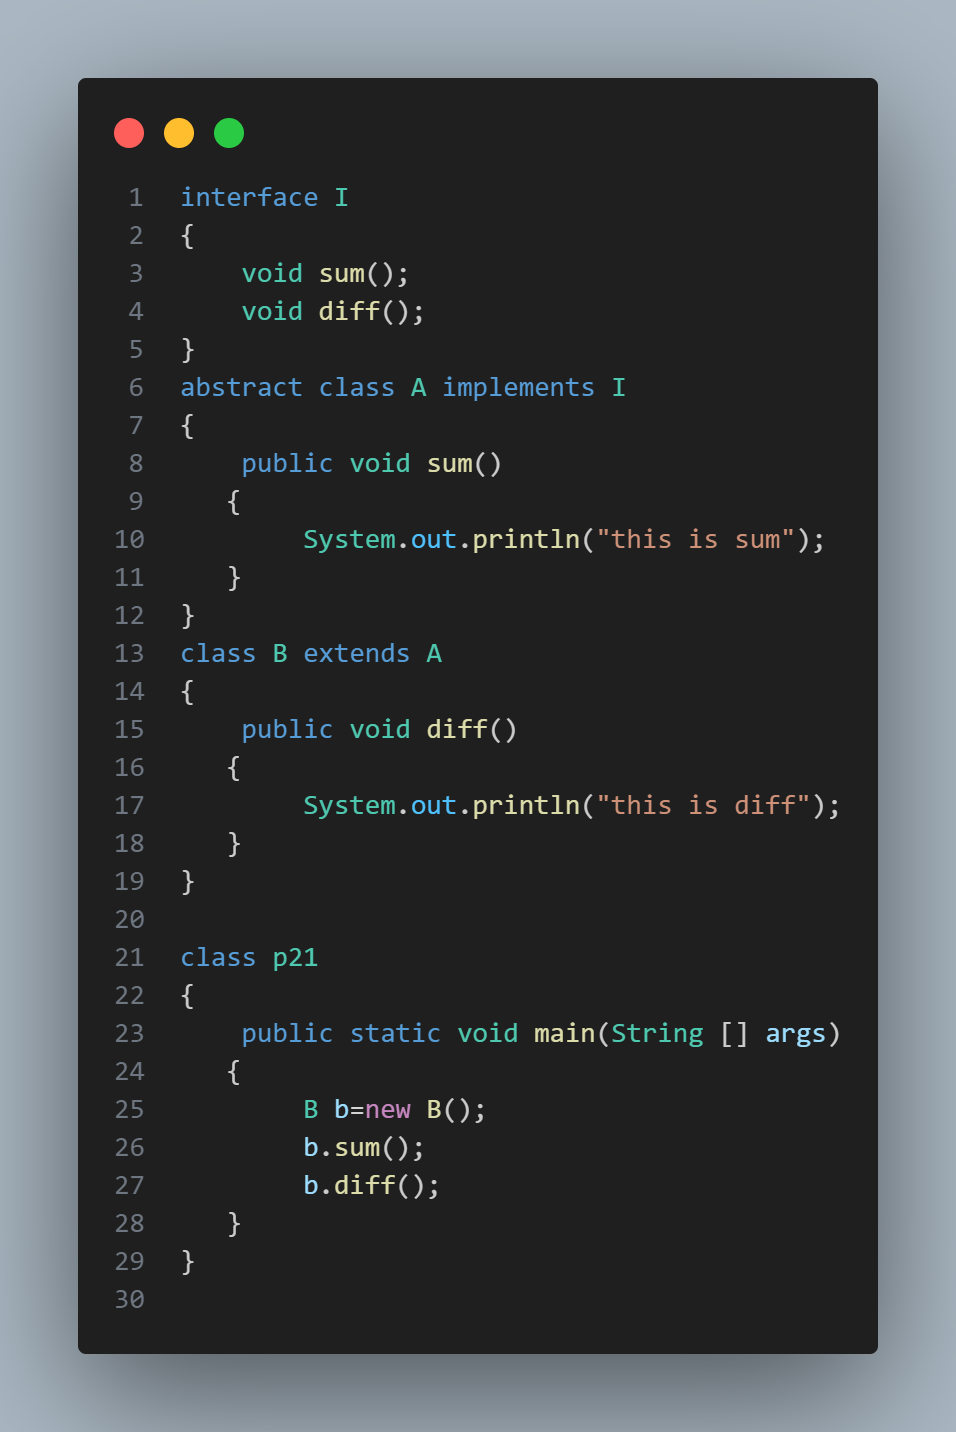 1 interface I
2 {
3     void sum();
4     void diff();
5 }
6 abstract class A implements I
7 {
8     public void sum()
9    {
10         System.out.println("this is sum");
11    }
12 }
13 class B extends A
14 {
15     public void diff()
16    {
17         System.out.println("this is diff");
18    }
19 }
20
21 class p21
22 {
23     public static void main(String [] args)
24    {
25         B b=new B();
26         b.sum();
27         b.diff();
28    }
29 }
30